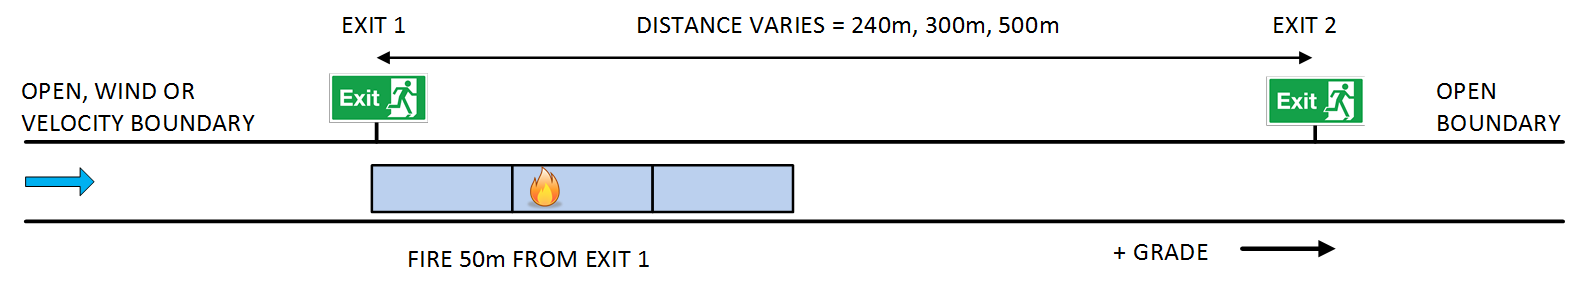 EXIT 1
DISTANCE VARIES = 240m, 300m, 500m
EXIT 2
OPEN, WIND OR
VELOCITY BOUNDARY
Exit
Exit
OPEN
BOUNDARY
FIRE 50m FROM EXIT 1
+ GRADE